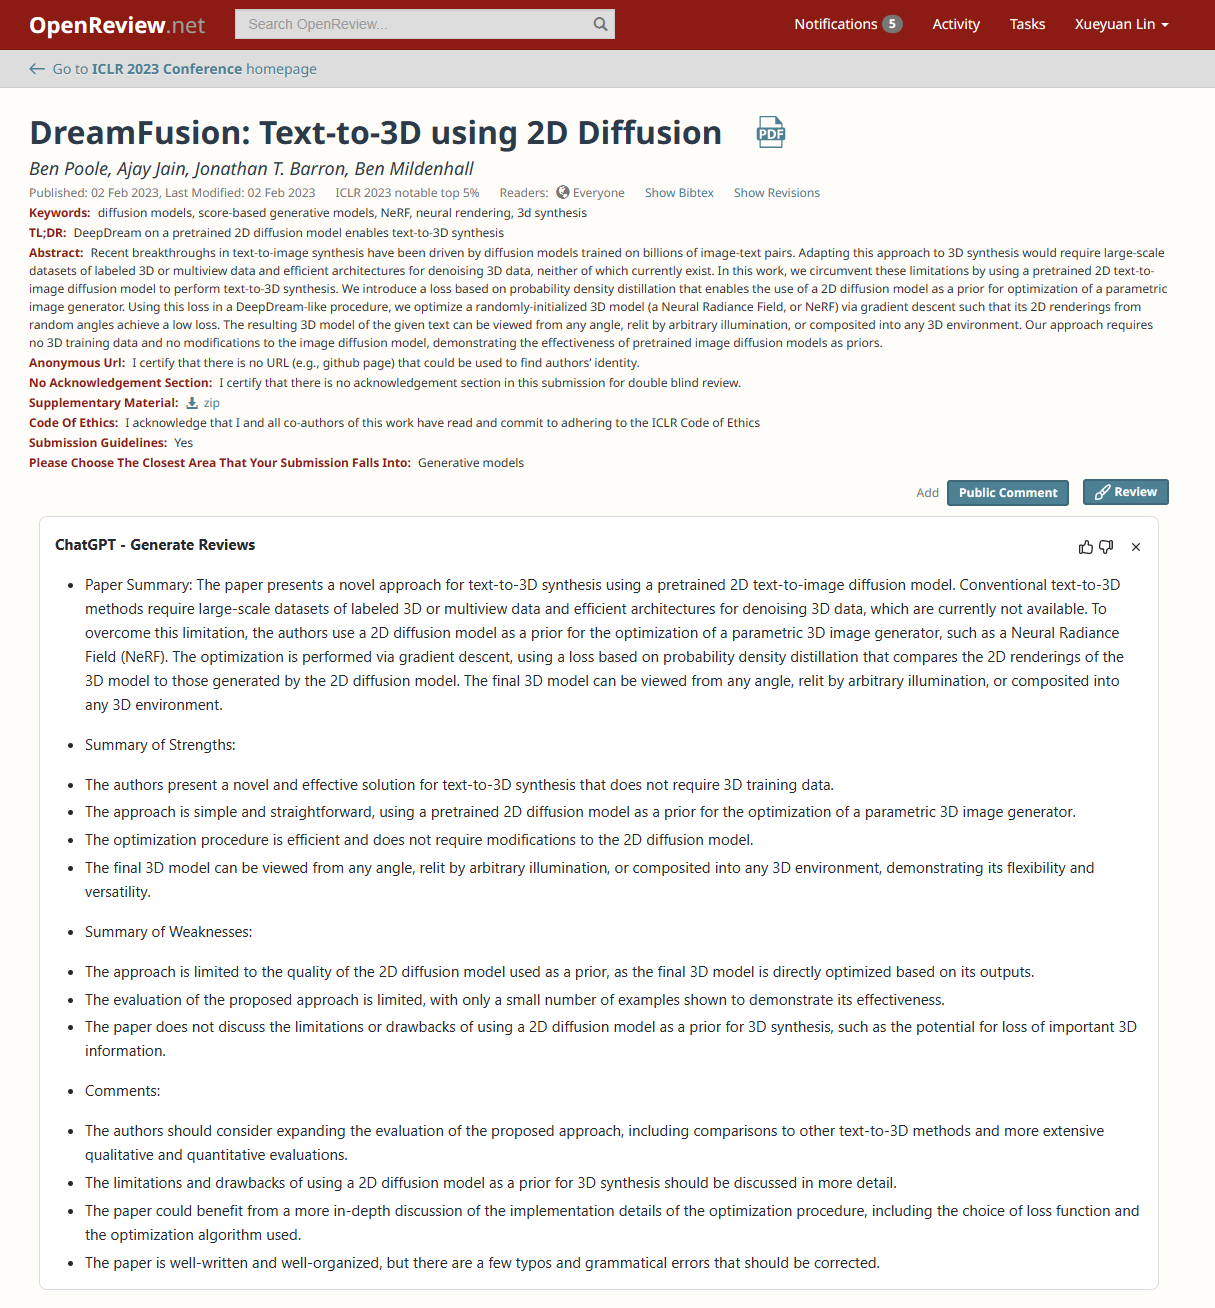 OpenReview.net
Search OpenReview...
Notifications 5
Activity
Tasks
Xueyuan Lin
← Go to ICLR 2023 Conference homepage
DreamFusion: Text-to-3D using 2D Diffusion
PDF
Ben Poole, Ajay Jain, Jonathan T. Barron, Ben Mildenhall
Published: 02 Feb 2023, Last Modified: 02 Feb 2023 ICLR 2023 notable top 5% Readers: Everyone Show Bibtex Show Revisions
Keywords: diffusion models, score-based generative models, NeRF, neural rendering, 3d synthesis
TL;DR: DeepDream on a pretrained 2D diffusion model enables text-to-3D synthesis
Abstract: Recent breakthroughs in text-to-image synthesis have been driven by diffusion models trained on billions of image-text pairs. Adapting this approach to 3D synthesis would require large-scale
datasets of labeled 3D or multiview data and efficient architectures for denoising 3D data, neither of which currently exist. In this work, we circumvent these limitations by using a pretrained 2D text-to-
image diffusion model to perform text-to-3D synthesis. We introduce a loss based on probability density distillation that enables the use of a 2D diffusion model as a prior for optimization of a parametric
image generator. Using this loss in a DeepDream-like procedure, we optimize a randomly-initialized 3D model (a Neural Radiance Field, or NeRF) via gradient descent such that its 2D renderings from
random angles achieve a low loss. The resulting 3D model of the given text can be viewed from any angle, relit by arbitrary illumination, or composited into any 3D environment. Our approach requires
no 3D training data and no modifications to the image diffusion model, demonstrating the effectiveness of pretrained image diffusion models as priors.
Anonymous Url: I certify that there is no URL (e.g., github page) that could be used to find authors' identity.
No Acknowledgement Section: I certify that there is no acknowledgement section in this submission for double blind review.
Supplementary Material: zip
Code Of Ethics: I acknowledge that I and all co-authors of this work have read and commit to adhering to the ICLR Code of Ethics
Submission Guidelines: Yes
Please Choose The Closest Area That Your Submission Falls Into: Generative models
Add Public Comment Review
ChatGPT - Generate Reviews ×
• Paper Summary: The paper presents a novel approach for text-to-3D synthesis using a pretrained 2D text-to-image diffusion model. Conventional text-to-3D
methods require large-scale datasets of labeled 3D or multiview data and efficient architectures for denoising 3D data, which are currently not available. To
overcome this limitation, the authors use a 2D diffusion model as a prior for the optimization of a parametric 3D image generator, such as a Neural Radiance
Field (NeRF). The optimization is performed via gradient descent, using a loss based on probability density distillation that compares the 2D renderings of the
3D model to those generated by the 2D diffusion model. The final 3D model can be viewed from any angle, relit by arbitrary illumination, or composited into
any 3D environment.
• Summary of Strengths:
• The authors present a novel and effective solution for text-to-3D synthesis that does not require 3D training data.
• The approach is simple and straightforward, using a pretrained 2D diffusion model as a prior for the optimization of a parametric 3D image generator.
• The optimization procedure is efficient and does not require modifications to the 2D diffusion model.
• The final 3D model can be viewed from any angle, relit by arbitrary illumination, or composited into any 3D environment, demonstrating its flexibility and
versatility.
• Summary of Weaknesses:
• The approach is limited to the quality of the 2D diffusion model used as a prior, as the final 3D model is directly optimized based on its outputs.
• The evaluation of the proposed approach is limited, with only a small number of examples shown to demonstrate its effectiveness.
• The paper does not discuss the limitations or drawbacks of using a 2D diffusion model as a prior for 3D synthesis, such as the potential for loss of important 3D
information.
• Comments:
• The authors should consider expanding the evaluation of the proposed approach, including comparisons to other text-to-3D methods and more extensive
qualitative and quantitative evaluations.
• The limitations and drawbacks of using a 2D diffusion model as a prior for 3D synthesis should be discussed in more detail.
• The paper could benefit from a more in-depth discussion of the implementation details of the optimization procedure, including the choice of loss function and
the optimization algorithm used.
• The paper is well-written and well-organized, but there are a few typos and grammatical errors that should be corrected.